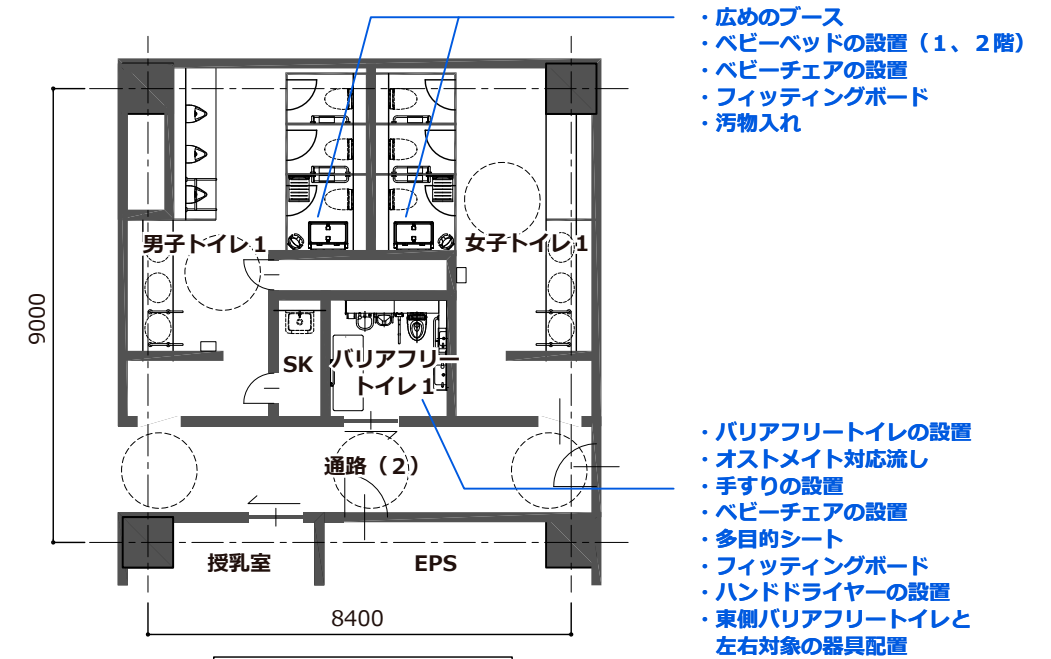 ・広めのブース
・ベビーベッドの設置（１、２階）
・ベビーチェアの設置
・フィッティングボード
・汚物入れ
男子トイレ１
女子トイレ１
9000
SK
バリアフリー
トイレ１
通路（２）
・バリアフリートイレの設置
・オストメイト対応流し
・手すりの設置
・ベビーチェアの設置
・多目的シート
・フィッティングボード
・ハンドドライヤーの設置
・東側バリアフリートイレと
左右対象の器具配置
授乳室
EPS
8400